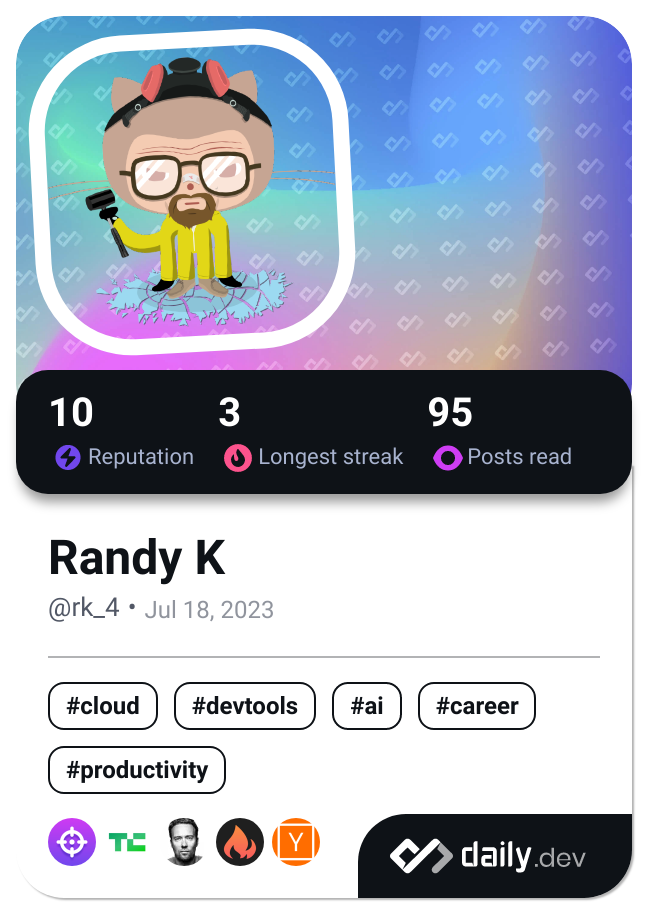 10 3 95
Reputation Longest streak Posts read
Randy K
@rk_4 • Jul 18, 2023
#cloud #devtools #ai #career
#productivity
TC Y daily.dev